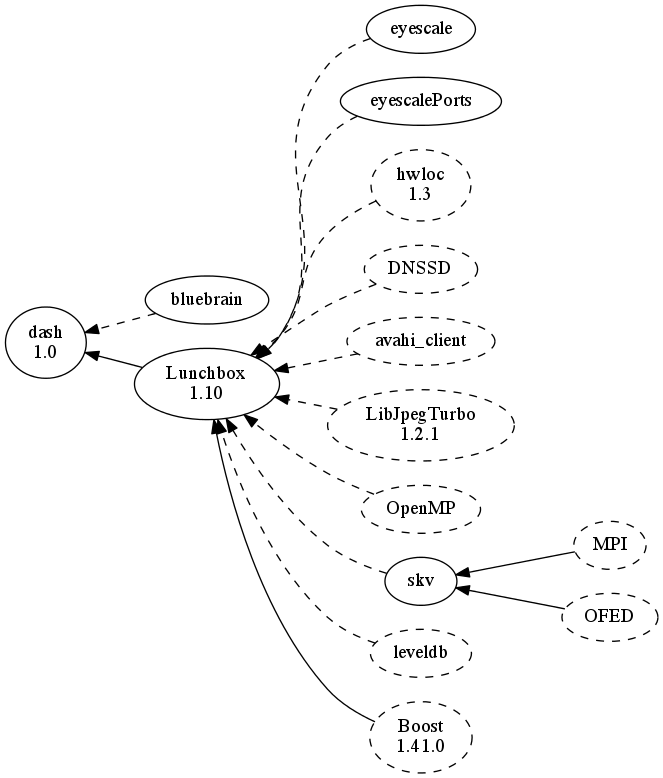 eyescale
eyescalePorts
hwloc
1.3
DNSSD
bluebrain
dash
1.0
avahi_client
Lunchbox
1.10
LibJpegTurbo
1.2.1
OpenMP
MPI
skv
OFED
leveldb
Boost
1.41.0